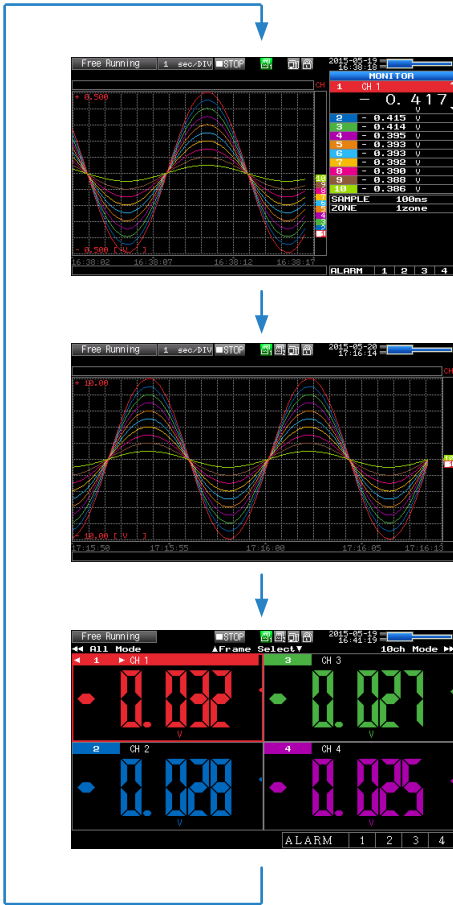 Free Running 1 sec/DIV STOP 2015-05-19 16:38:18
MONITOR
CH
1 CH 1
- 0.417
V
+ 0.500
2 - 0.415 V
3 - 0.414 V
4 - 0.395 V
5 - 0.393 V
6 - 0.393 V
7 - 0.392 V
8 - 0.390 V
9 - 0.388 V
10 - 0.386 V
SAMPLE 100ms
ZONE 1zone
- 0.500 [ V ]
16:38:02 16:38:07 16:38:12 16:38:17
ALARM 1 2 3 4
Free Running 1 sec/DIV STOP 2015-05-20 17:16:14
CH
+ 10.00
- 10.00 [ V ]
17:15:50 17:15:55 17:16:00 17:16:05 17:16:13
Free Running STOP 2015-05-19 16:41:19
◀◀ All Mode ▲Frame Select▼ 10ch Mode ▶▶
◀ 1 ▶ CH 1
0.032
V
3 CH 3
0.027
V
2 CH 2
0.028
V
4 CH 4
0.025
V
ALARM 1 2 3 4